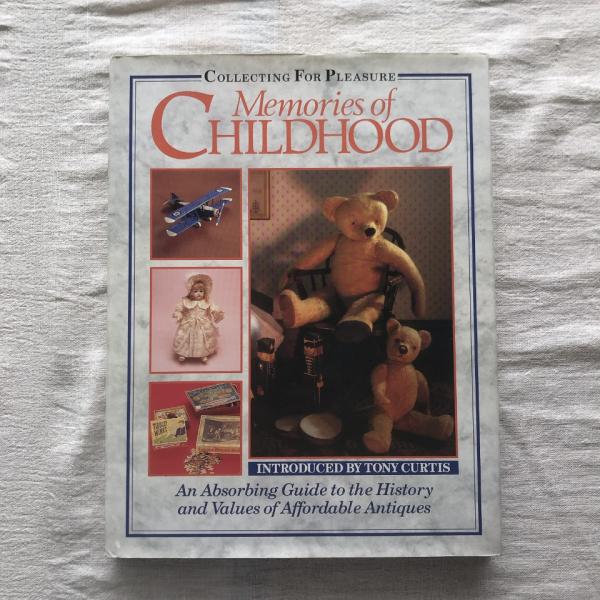 COLLECTING FOR PLEASURE
Memories of
CHILDHOOD
INTRODUCED BY TONY CURTIS
An Absorbing Guide to the History
and Values of Affordable Antiques